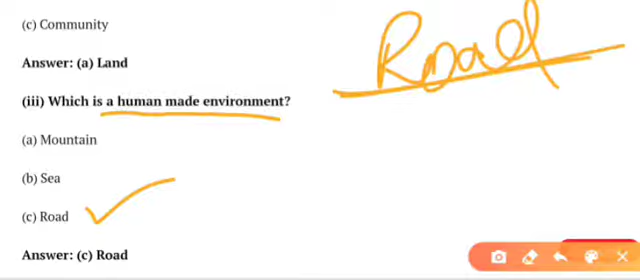 (c) Community
Road
Answer: (a) Land
(iii) Which is a human made environment?
(a) Mountain
(b) Sea
(c) Road
Answer: (c) Road